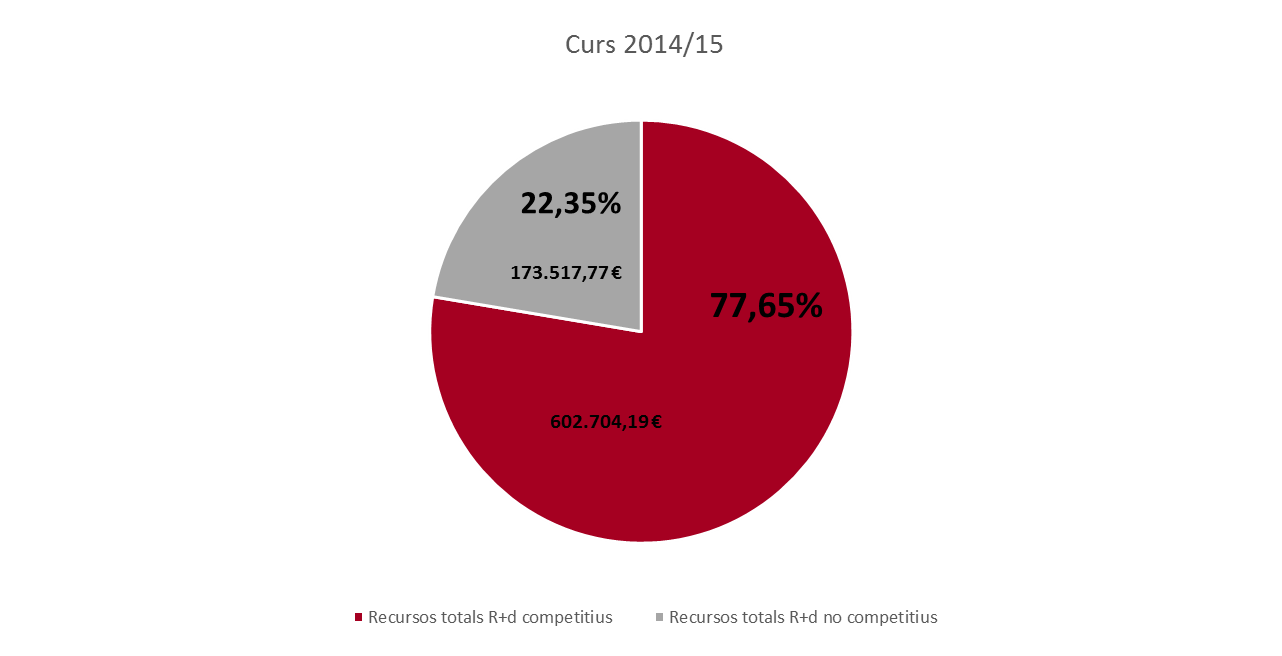 Curs 2014/15
22,35%
173.517,77 €
77,65%
602.704,19 €
Recursos totals R+d competitius
Recursos totals R+d no competitius